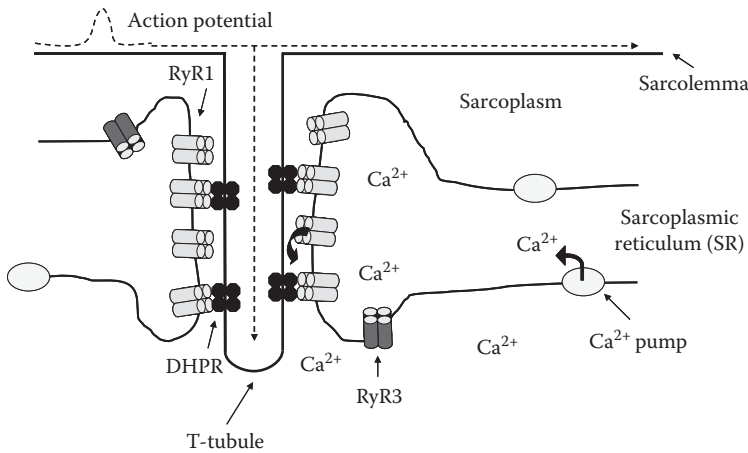 Action potential
RyR1
Sarcolemma
Sarcoplasm
Ca²⁺
Sarcoplasmic
reticulum (SR)
Ca²⁺
Ca²⁺
Ca²⁺ pump
Ca²⁺
Ca²⁺
DHPR
RyR3
T-tubule